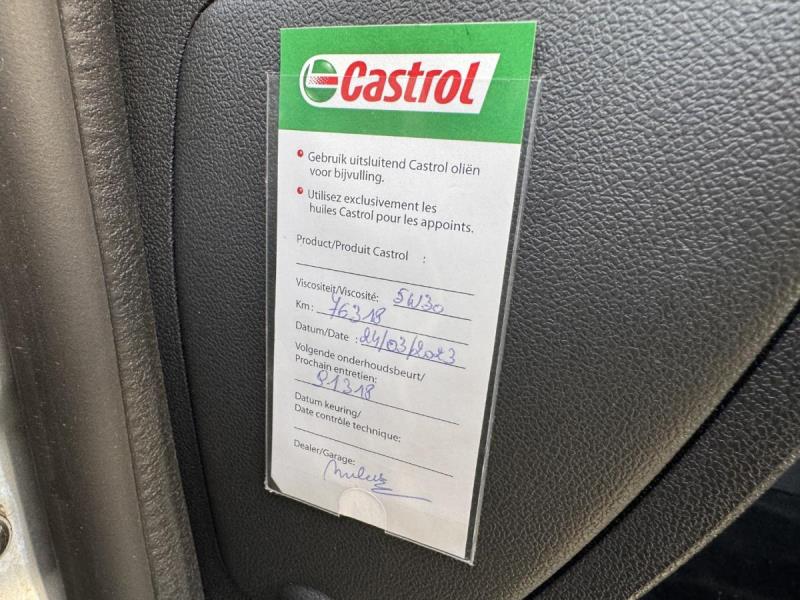 Castrol
Gebruik uitsluitend Castrol oliën
voor bijvulling.
Utilisez exclusivement les
huiles Castrol pour les appoints.
Product/Produit Castrol :
Viscositeit/Viscosité: 5W30
Km: 76318
Datum/Date : 24/03/2023
Volgende onderhoudsbeurt/
Prochain entretien:
91318
Datum keuring/
Date contrôle technique:
Dealer/Garage: